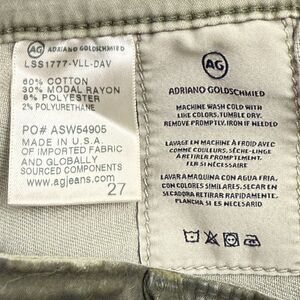 AG ADRIANO GOLDSCHMIED
LSS1777-VLL-DAV
60% COTTON
30% MODAL RAYON
8% POLYESTER
2% POLYURETHANE
PO# ASW54905
MADE IN U.S.A.
OF IMPORTED FABRIC
AND GLOBALLY
SOURCED COMPONENTS
www.agjeans.com
27
AG
ADRIANO GOLDSCHMIED
MACHINE WASH COLD WITH
LIKE COLORS. TUMBLE DRY.
REMOVE PROMPTLY. IRON IF NEEDED
LAVAGE EN MACHINE À FROID AVEC
COMME COULEURS. SÈCHE-LINGE
À RETIRER PROMPTEMENT.
FER SI NÉCESSAIRE
LAVAR A MAQUINA CON AGUA FRIA.
CON COLORES SIMILARES. SECAR EN
SECADORA RETIRAR RAPIDAMENTE.
PLANCHA SI ES NECESARIO